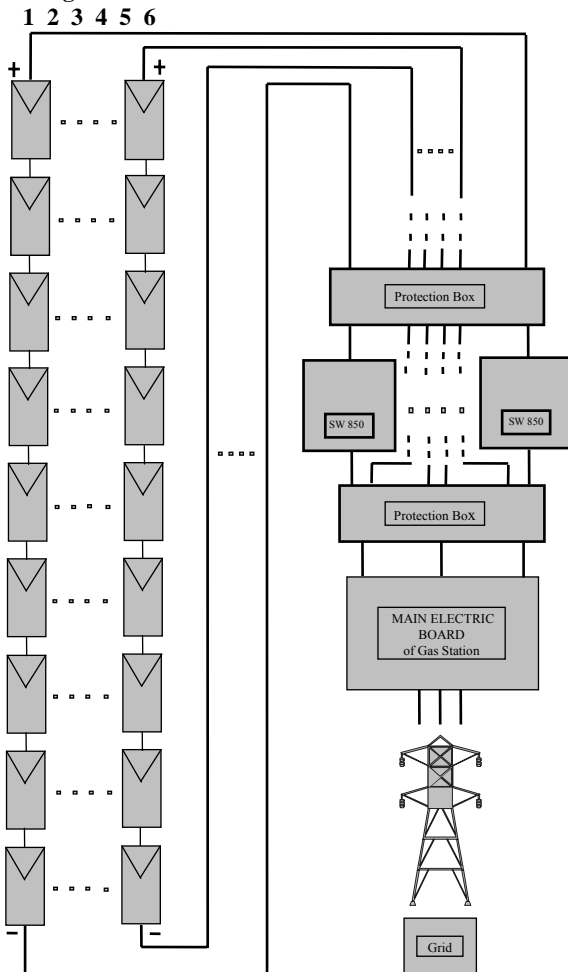 1 2 3 4 5 6
+
+
Protection Box
SW 850
SW 850
Protection Box
MAIN ELECTRIC
BOARD
of Gas Station
Grid
-
-